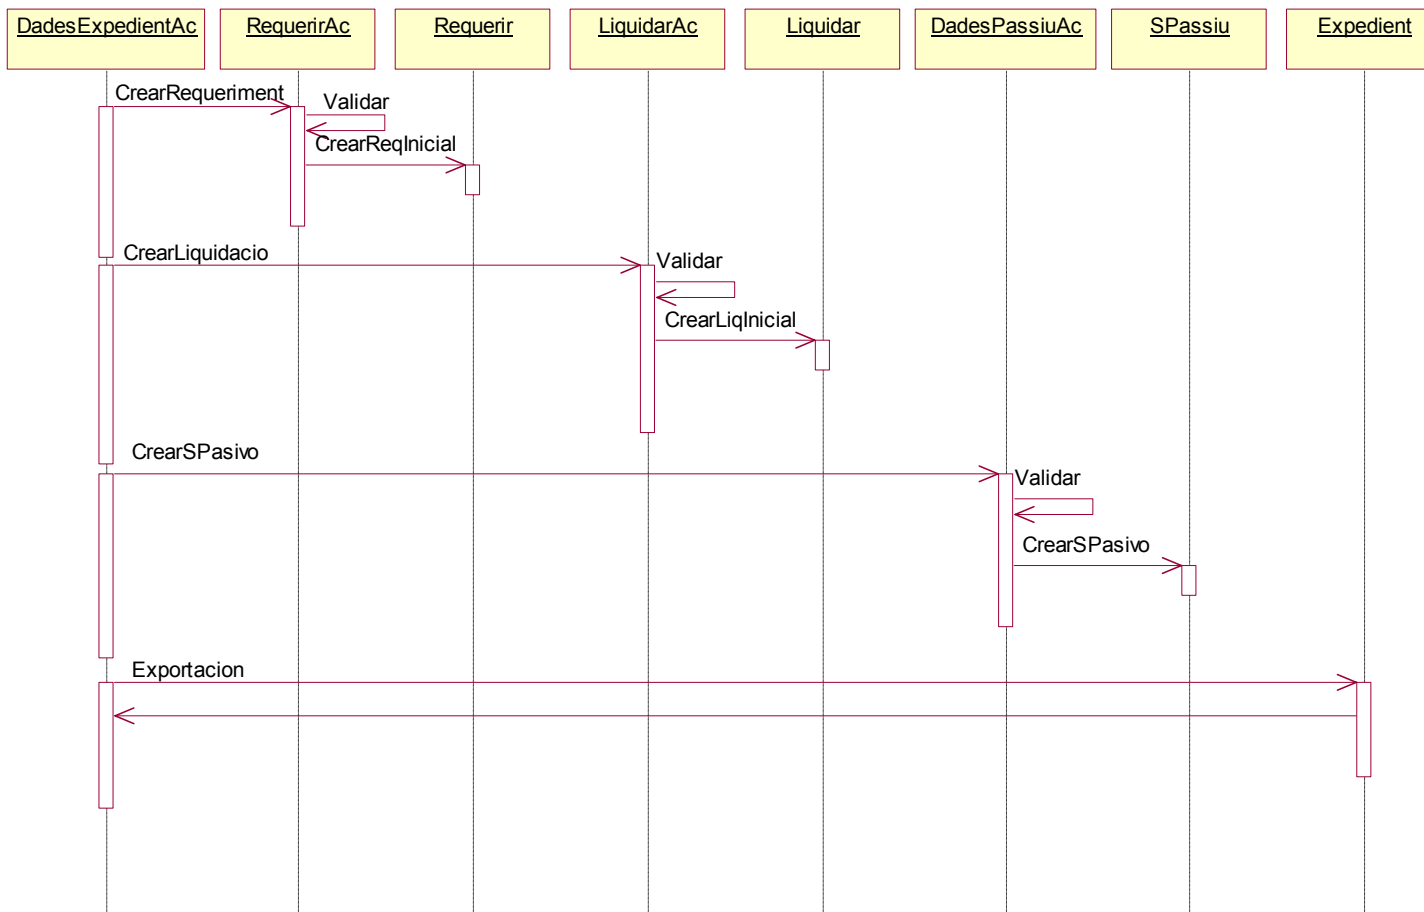 DadesExpedientAc
RequerirAc
Requerir
LiquidarAc
Liquidar
DadesPassiuAc
SPassiu
Expedient
CrearRequeriment
Validar
CrearReqInicial
CrearLiquidacio
Validar
CrearLiqInicial
CrearSPasivo
Validar
CrearSPasivo
Exportacion